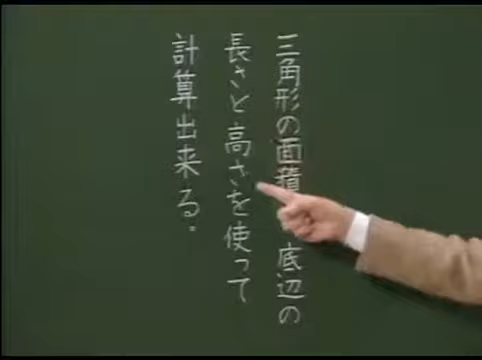 三角形の面積 底辺の
長さと高さを使って
計算出来る。